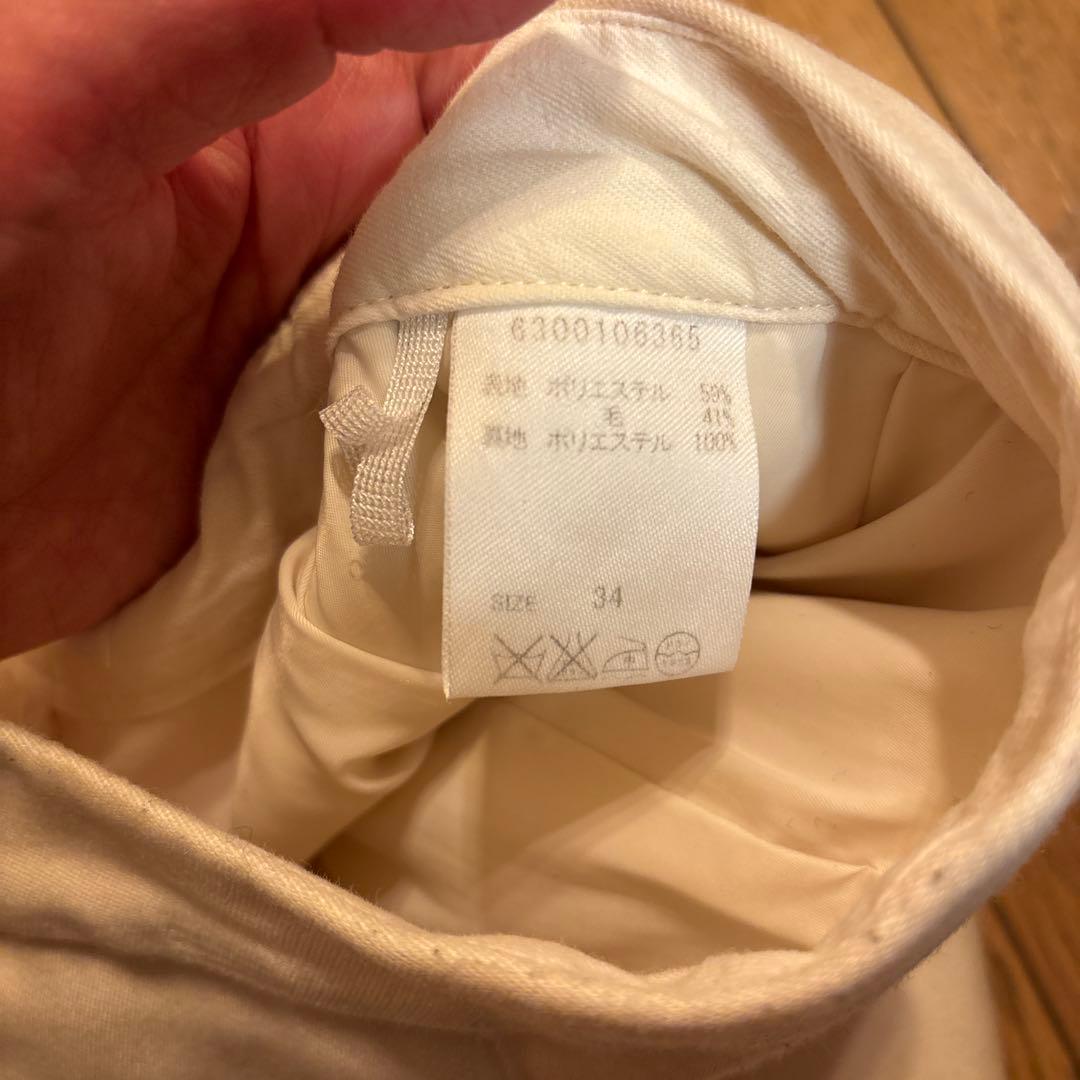 6300106365
表地 ポリエステル 59%
毛 41%
裏地 ポリエステル 100%
SIZE 34